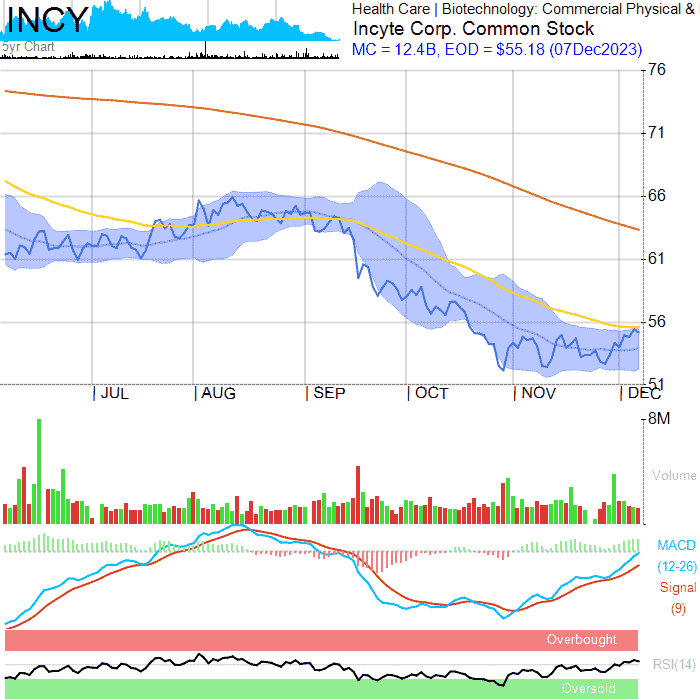 INCY
5yr Chart
Health Care | Biotechnology: Commercial Physical &
Incyte Corp. Common Stock
MC = 12.4B, EOD = $55.18 (07Dec2023)
76
71
66
61
56
51
| JUL | AUG | SEP | OCT | NOV | DEC
8M
Volume
MACD
(12-26)
Signal
(9)
Overbought
RSI(14)
Oversold